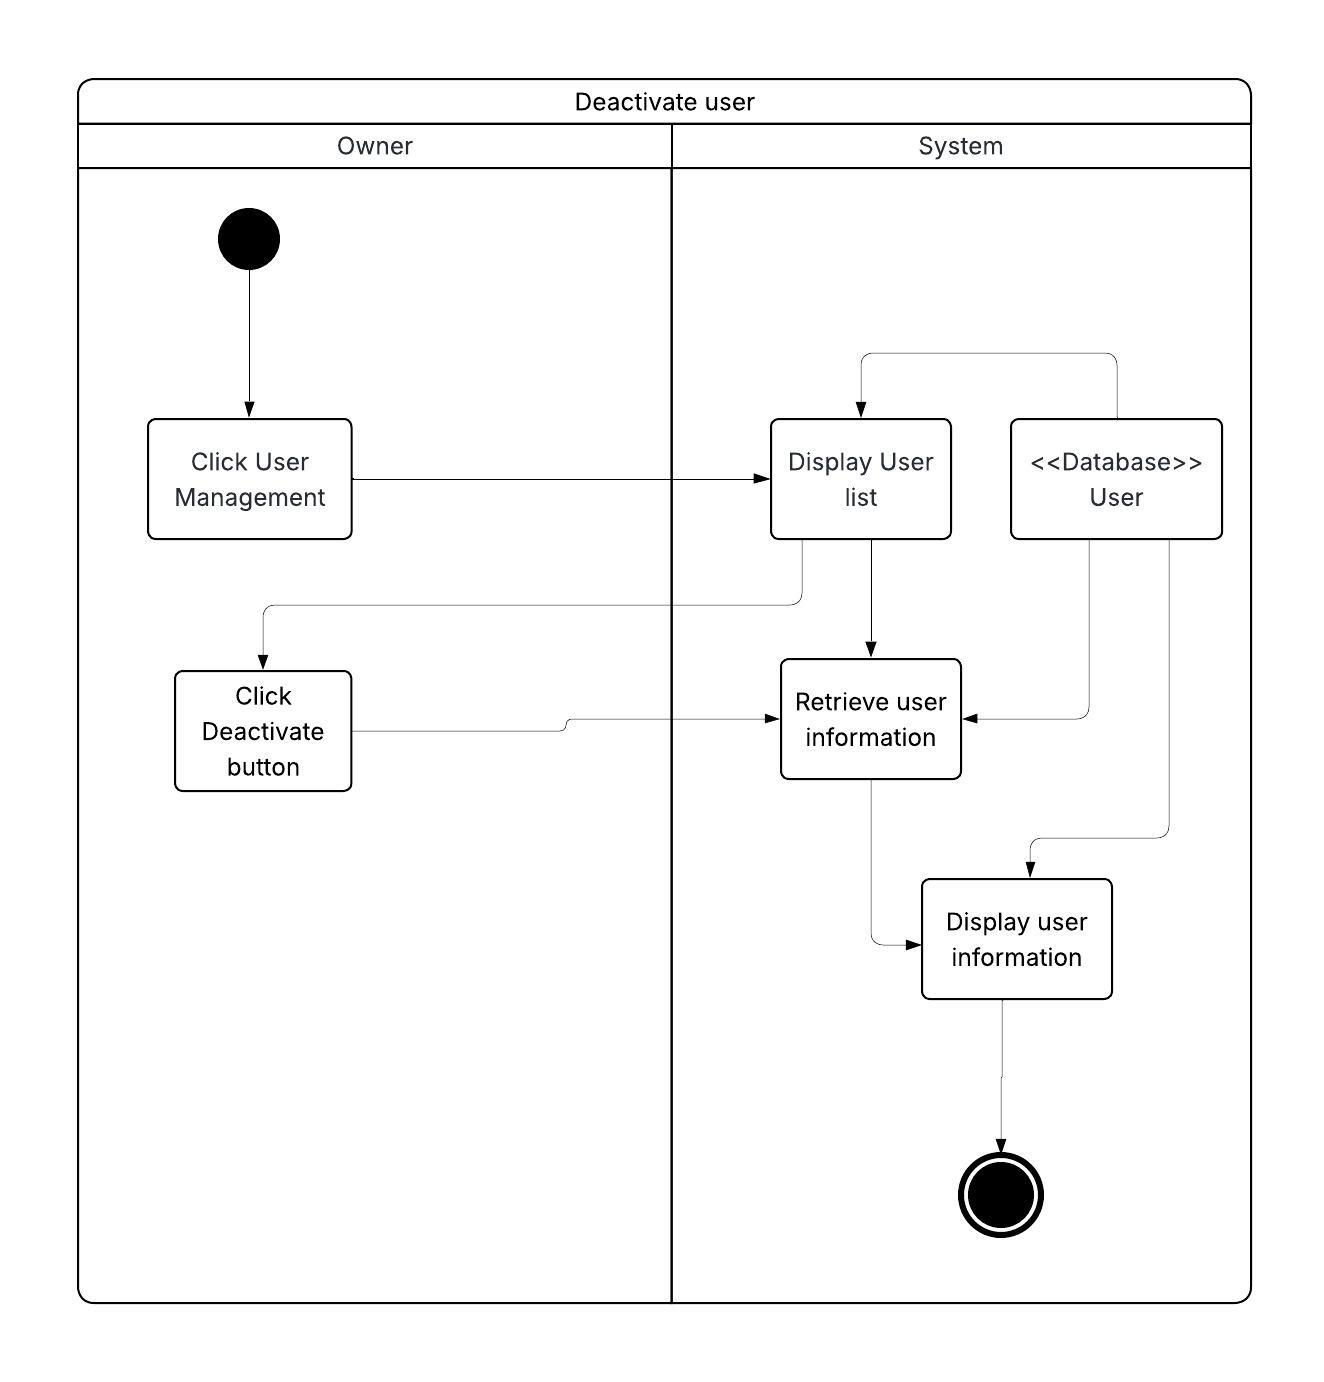 Deactivate user
Owner
System
Click User
Management
Display User
list
<<Database>>
User
Click
Deactivate
button
Retrieve user
information
Display user
information